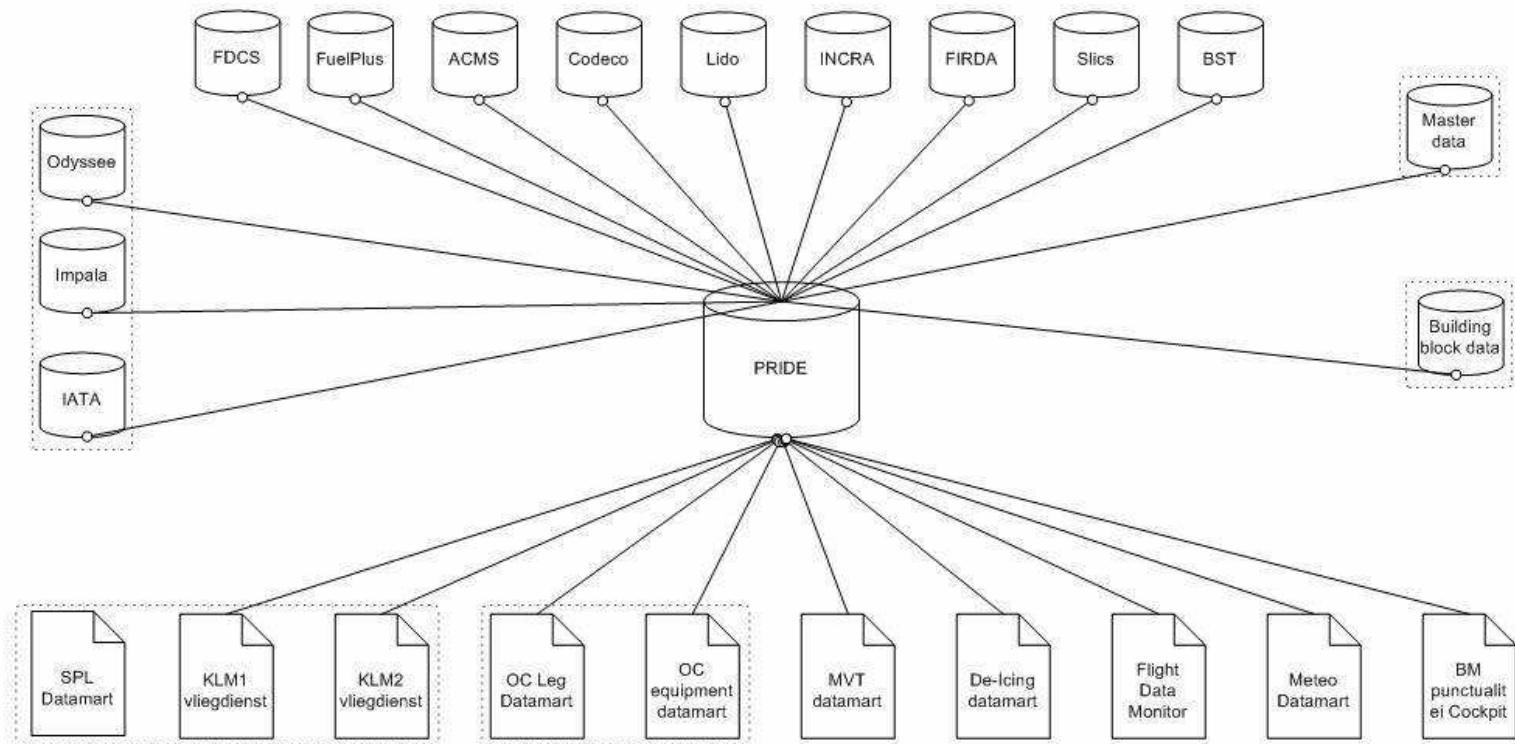 FDCS
FuelPlus
ACMS
Codeco
Lido
INCRA
FIRDA
Slics
BST
Master
data
Odyssee
Impala
Building
block data
IATA
PRIDE
SPL
Datamart
KLM1
vliegdienst
KLM2
vliegdienst
OC Leg
Datamart
OC
equipment
datamart
MVT
datamart
De-Icing
datamart
Flight
Data
Monitor
Meteo
Datamart
BM
punctualit
ei Cockpit